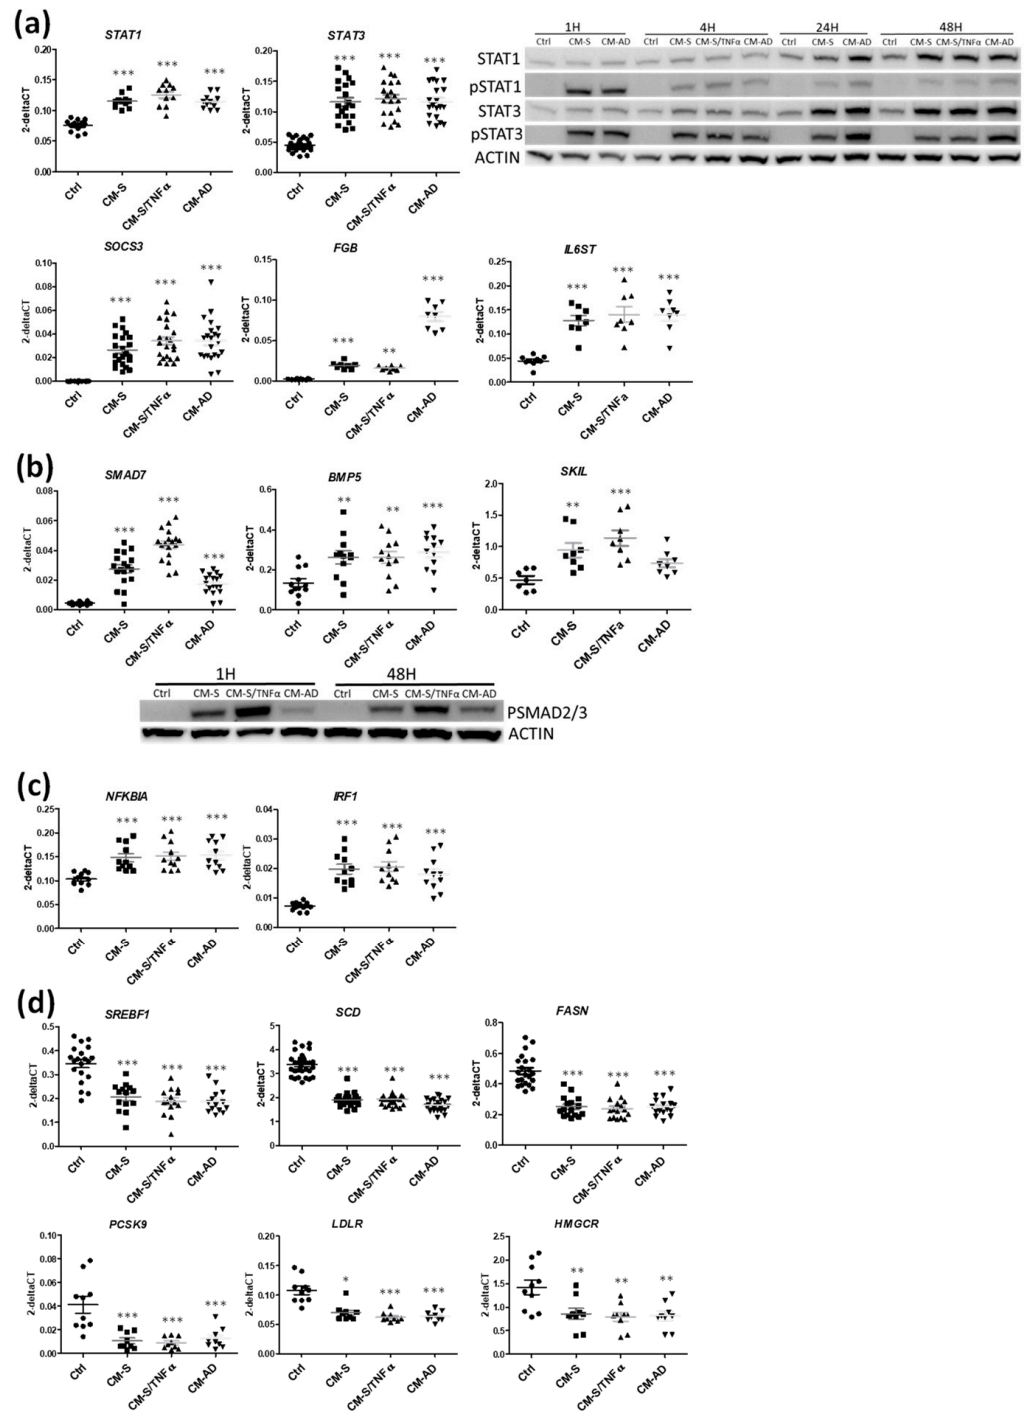 (a)
STAT1
2-deltaCT
0.20
0.15
0.10
0.05
0.00
***
***
***
Ctrl
CM-S
CM-S/TNFα
CM-AD
STAT3
2-deltaCT
0.20
0.15
0.10
0.05
0.00
***
***
***
Ctrl
CM-S
CM-S/TNFα
CM-AD
1H 4H 24H 48H
Ctrl CM-S CM-AD Ctrl CM-S CM-S/TNFα CM-AD Ctrl CM-S CM-AD Ctrl CM-S CM-S/TNFα CM-AD
STAT1
pSTAT1
STAT3
pSTAT3
ACTIN
SOCS3
2-deltaCT
0.10
0.08
0.06
0.04
0.02
0.00
***
***
***
Ctrl
CM-S
CM-S/TNFα
CM-AD
FGB
2-deltaCT
0.15
0.10
0.05
0.00
***
**
***
Ctrl
CM-S
CM-S/TNFα
CM-AD
IL6ST
2-deltaCT
0.25
0.20
0.15
0.10
0.05
0.00
***
***
***
Ctrl
CM-S
CM-S/TNFa
CM-AD
(b)
SMAD7
2-deltaCT
0.08
0.06
0.04
0.02
0.00
***
***
***
Ctrl
CM-S
CM-S/TNFα
CM-AD
BMP5
2-deltaCT
0.6
0.4
0.2
0.0
**
**
***
Ctrl
CM-S
CM-S/TNFα
CM-AD
SKIL
2-deltaCT
2.0
1.5
1.0
0.5
0.0
**
***
Ctrl
CM-S
CM-S/TNFa
CM-AD
1H 48H
Ctrl CM-S CM-S/TNFα CM-AD Ctrl CM-S CM-S/TNFα CM-AD
PSMAD2/3
ACTIN
(c)
NFKBIA
2-deltaCT
0.25
0.20
0.15
0.10
0.05
0.00
***
***
***
Ctrl
CM-S
CM-S/TNFα
CM-AD
IRF1
2-deltaCT
0.04
0.03
0.02
0.01
0.00
***
***
***
Ctrl
CM-S
CM-S/TNFα
CM-AD
(d)
SREBF1
2-deltaCT
0.5
0.4
0.3
0.2
0.1
0.0
***
***
***
Ctrl
CM-S
CM-S/TNFα
CM-AD
SCD
2-deltaCT
5
4
3
2
1
0
***
***
***
Ctrl
CM-S
CM-S/TNFα
CM-AD
FASN
2-deltaCT
0.8
0.6
0.4
0.2
0.0
***
***
***
Ctrl
CM-S
CM-S/TNFα
CM-AD
PCSK9
2-deltaCT
0.10
0.08
0.06
0.04
0.02
0.00
***
***
***
Ctrl
CM-S
CM-S/TNFα
CM-AD
LDLR
2-deltaCT
0.20
0.15
0.10
0.05
0.00
*
***
***
Ctrl
CM-S
CM-S/TNFα
CM-AD
HMGCR
2-deltaCT
2.5
2.0
1.5
1.0
0.5
0.0
**
**
**
Ctrl
CM-S
CM-S/TNFα
CM-AD